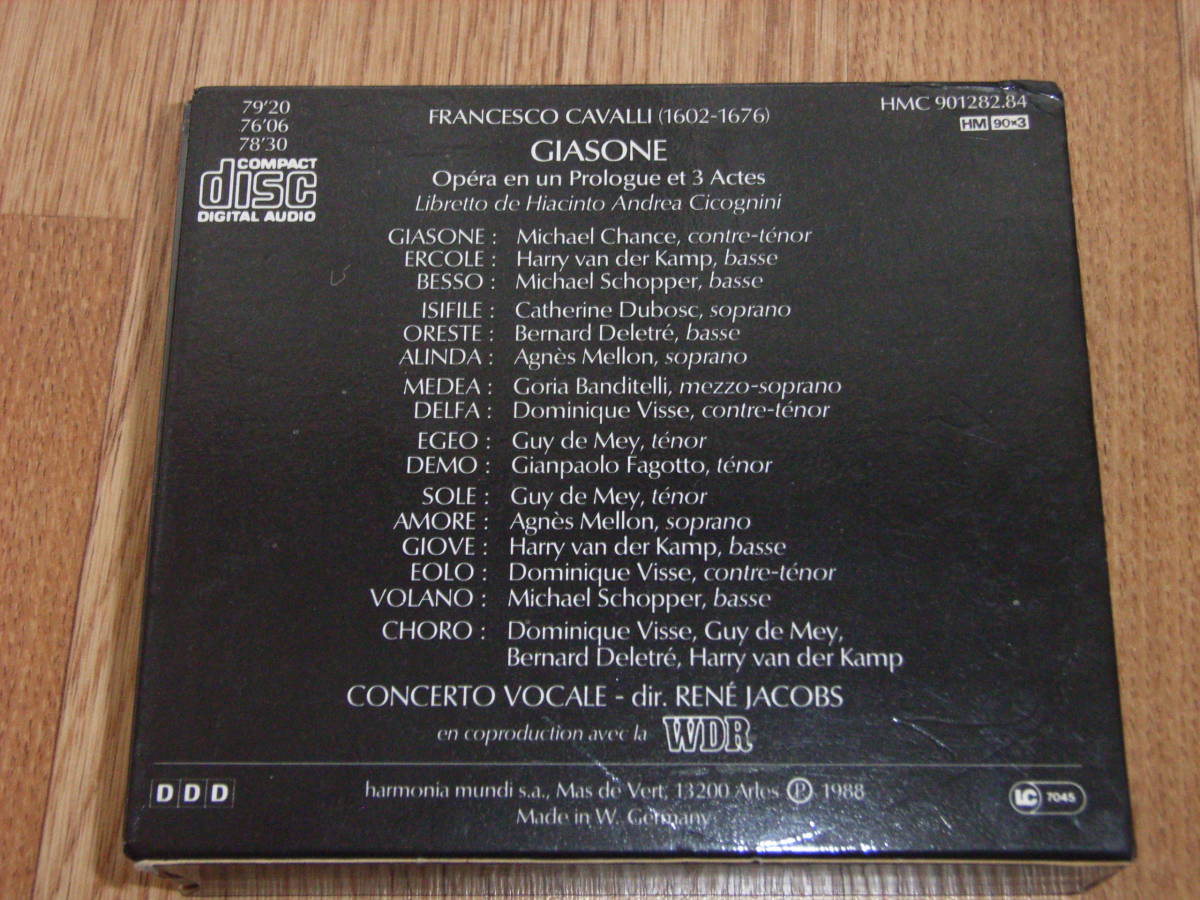 79'20
76'06
78'30
COMPACT
disc
DIGITAL AUDIO
FRANCESCO CAVALLI (1602-1676)
HMC 901282.84
HM 90×3
GIASONE
Opéra en un Prologue et 3 Actes
Libretto de Hiacinto Andrea Cicognini
GIASONE : Michael Chance, contre-ténor
ERCOLE : Harry van der Kamp, basse
BESSO : Michael Schopper, basse
ISIFILE : Catherine Dubosc, soprano
ORESTE : Bernard Deletré, basse
ALINDA : Agnès Mellon, soprano
MEDEA : Goria Banditelli, mezzo-soprano
DELFA : Dominique Visse, contre-ténor
EGEO : Guy de Mey, ténor
DEMO : Gianpaolo Fagotto, ténor
SOLE : Guy de Mey, ténor
AMORE : Agnès Mellon, soprano
GIOVE : Harry van der Kamp, basse
EOLO : Dominique Visse, contre-ténor
VOLANO : Michael Schopper, basse
CHORO : Dominique Visse, Guy de Mey,
Bernard Deletré, Harry van der Kamp
CONCERTO VOCALE - dir. RENÉ JACOBS
en coproduction avec la WDR
DDD
harmonia mundi s.a., Mas de Vert, 13200 Arles ℗ 1988
Made in W. Germany
LC 7045